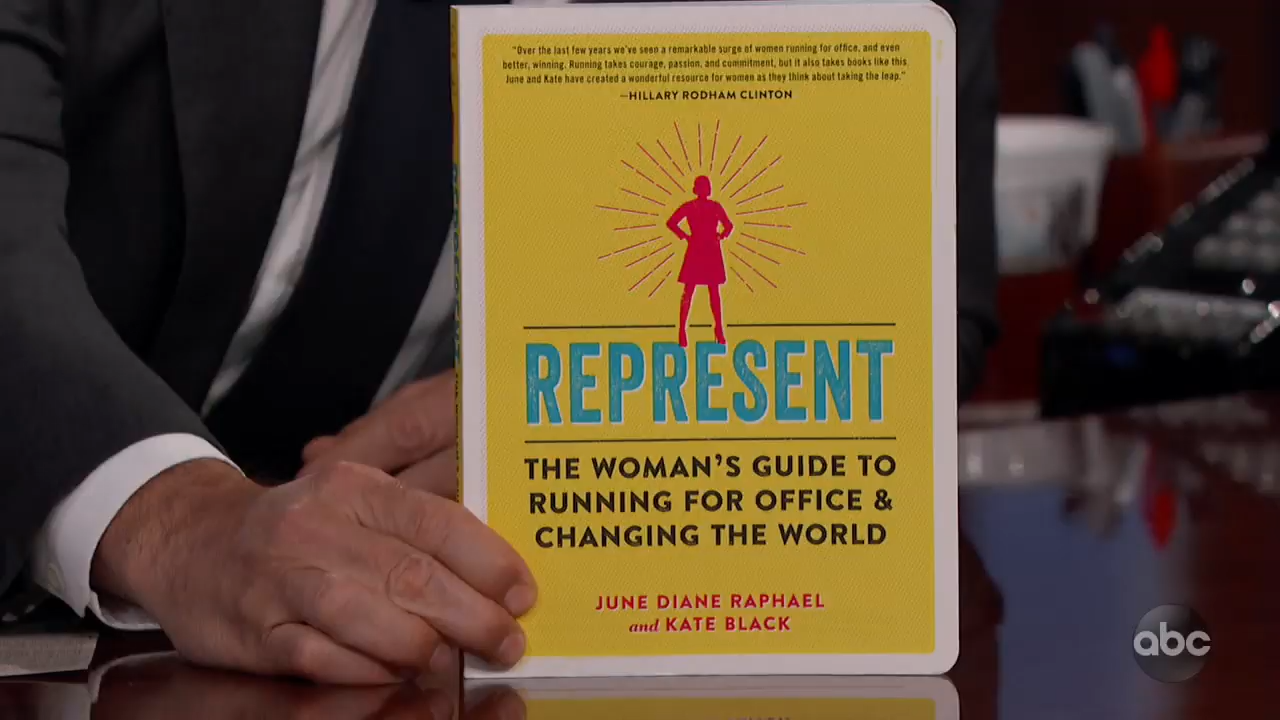 "Over the last few years we've seen a remarkable surge of women running for office, and even
better, winning. Running takes courage, passion, and commitment, but it also takes books like this.
June and Kate have created a wonderful resource for women as they think about taking the leap."
—HILLARY RODHAM CLINTON
REPRESENT
THE WOMAN'S GUIDE TO
RUNNING FOR OFFICE &
CHANGING THE WORLD
JUNE DIANE RAPHAEL
and KATE BLACK
abc